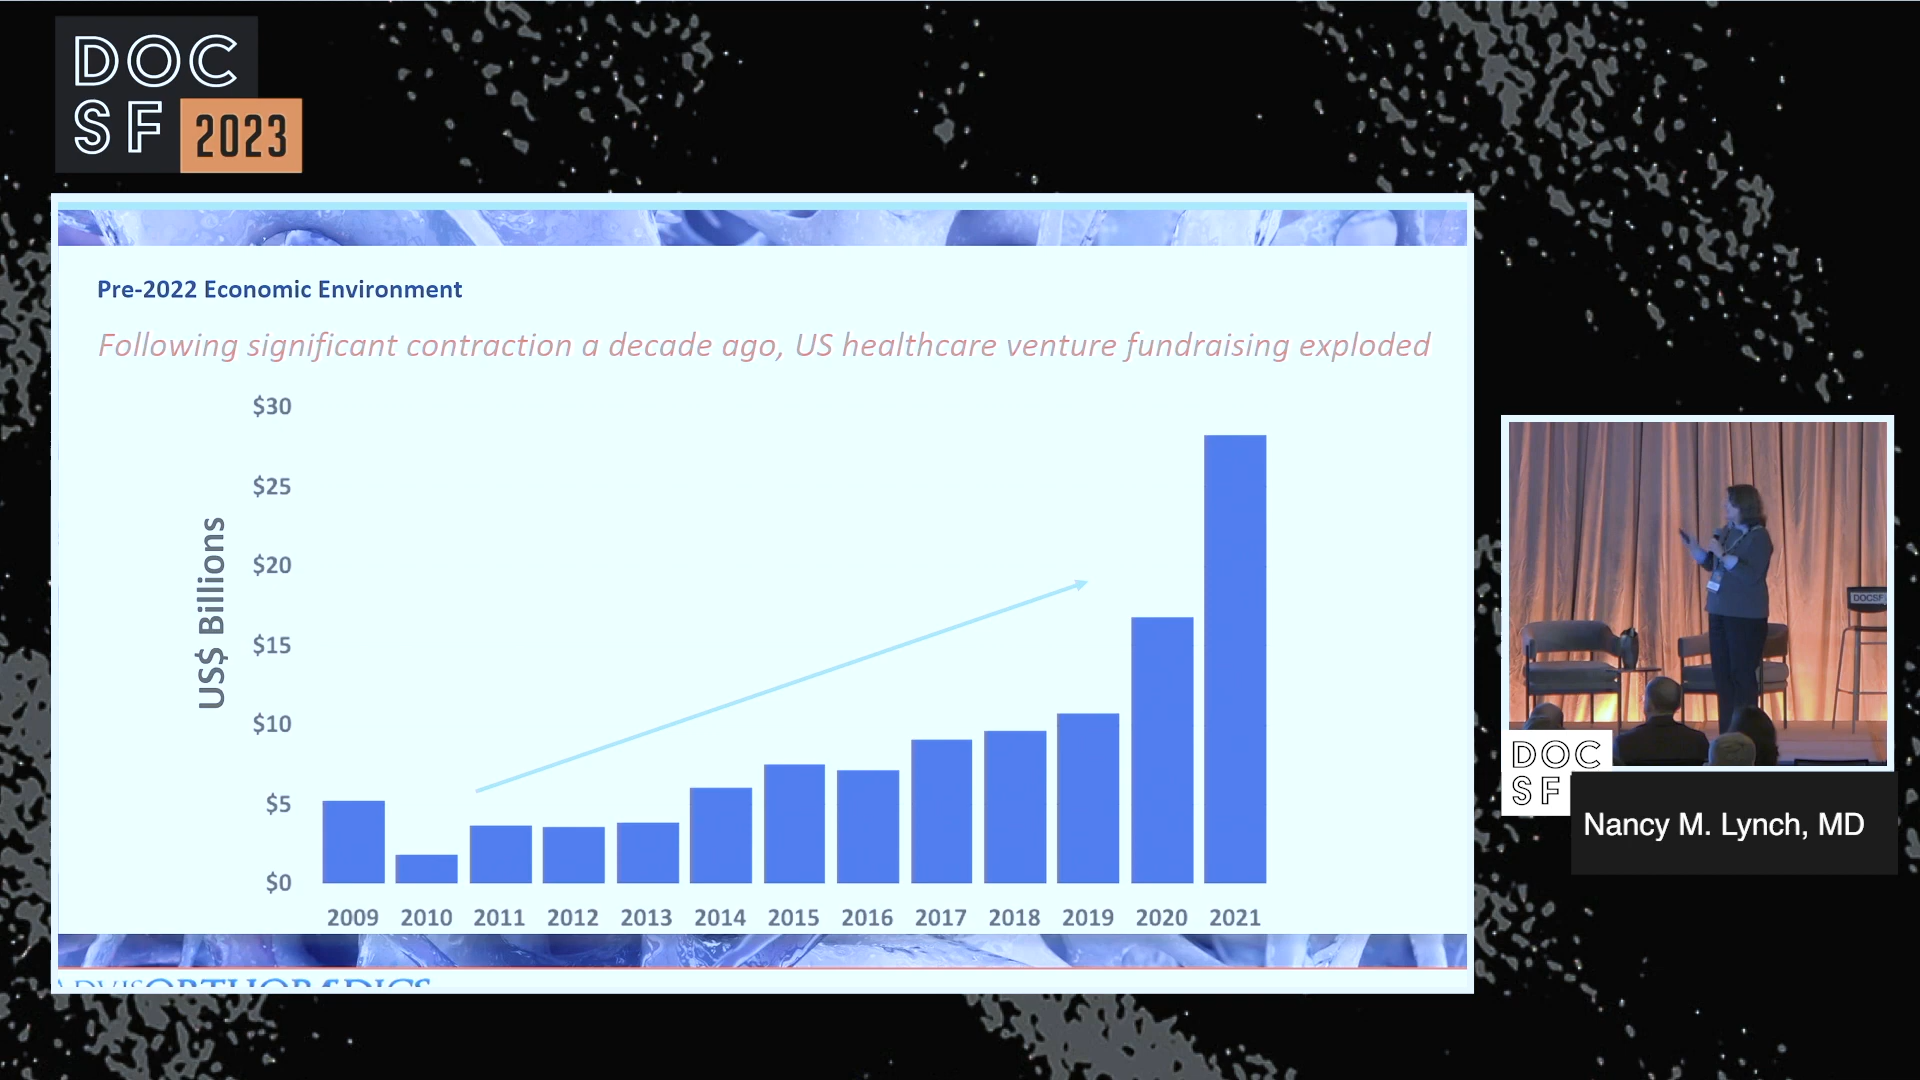 DOC
SF 2023
Pre-2022 Economic Environment
Following significant contraction a decade ago, US healthcare venture fundraising exploded
US$ Billions
$30
$25
$20
$15
$10
$5
$0
2009 2010 2011 2012 2013 2014 2015 2016 2017 2018 2019 2020 2021
ADVISORTHOPÆDICS
DOCSF
DOC
SF
Nancy M. Lynch, MD